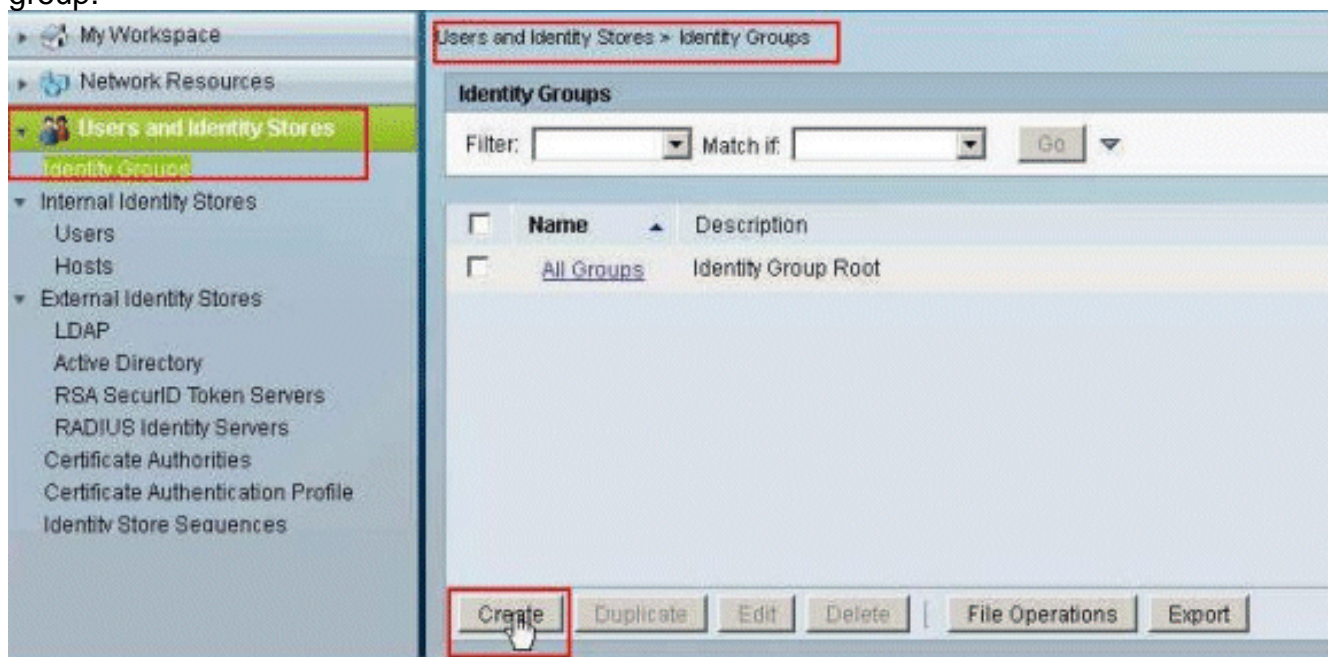 group.
My Workspace
Network Resources
Users and Identity Stores
Identity Groups
Internal Identity Stores
Users
Hosts
External Identity Stores
LDAP
Active Directory
RSA SecurID Token Servers
RADIUS Identity Servers
Certificate Authorities
Certificate Authentication Profile
Identity Store Sequences
Users and Identity Stores > Identity Groups
Identity Groups
Filter: Match if: Go
Name Description
All Groups Identity Group Root
Create Duplicate Edit Delete | File Operations Export